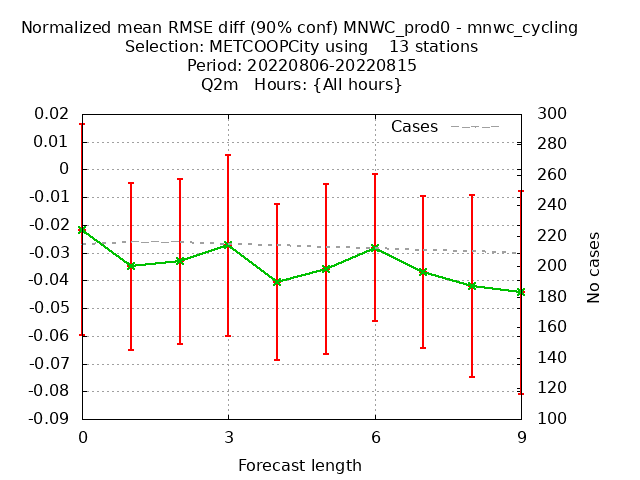 Normalized mean RMSE diff (90% conf) MNWC_prod0 - mnwc_cycling
Selection: METCOOPCity using    13 stations
Period: 20220806-20220815
Q2m   Hours: {All hours}
Cases
0.02
0.01
0
-0.01
-0.02
-0.03
-0.04
-0.05
-0.06
-0.07
-0.08
-0.09
300
280
260
240
220
200
180
160
140
120
100
No cases
0 3 6 9
Forecast length